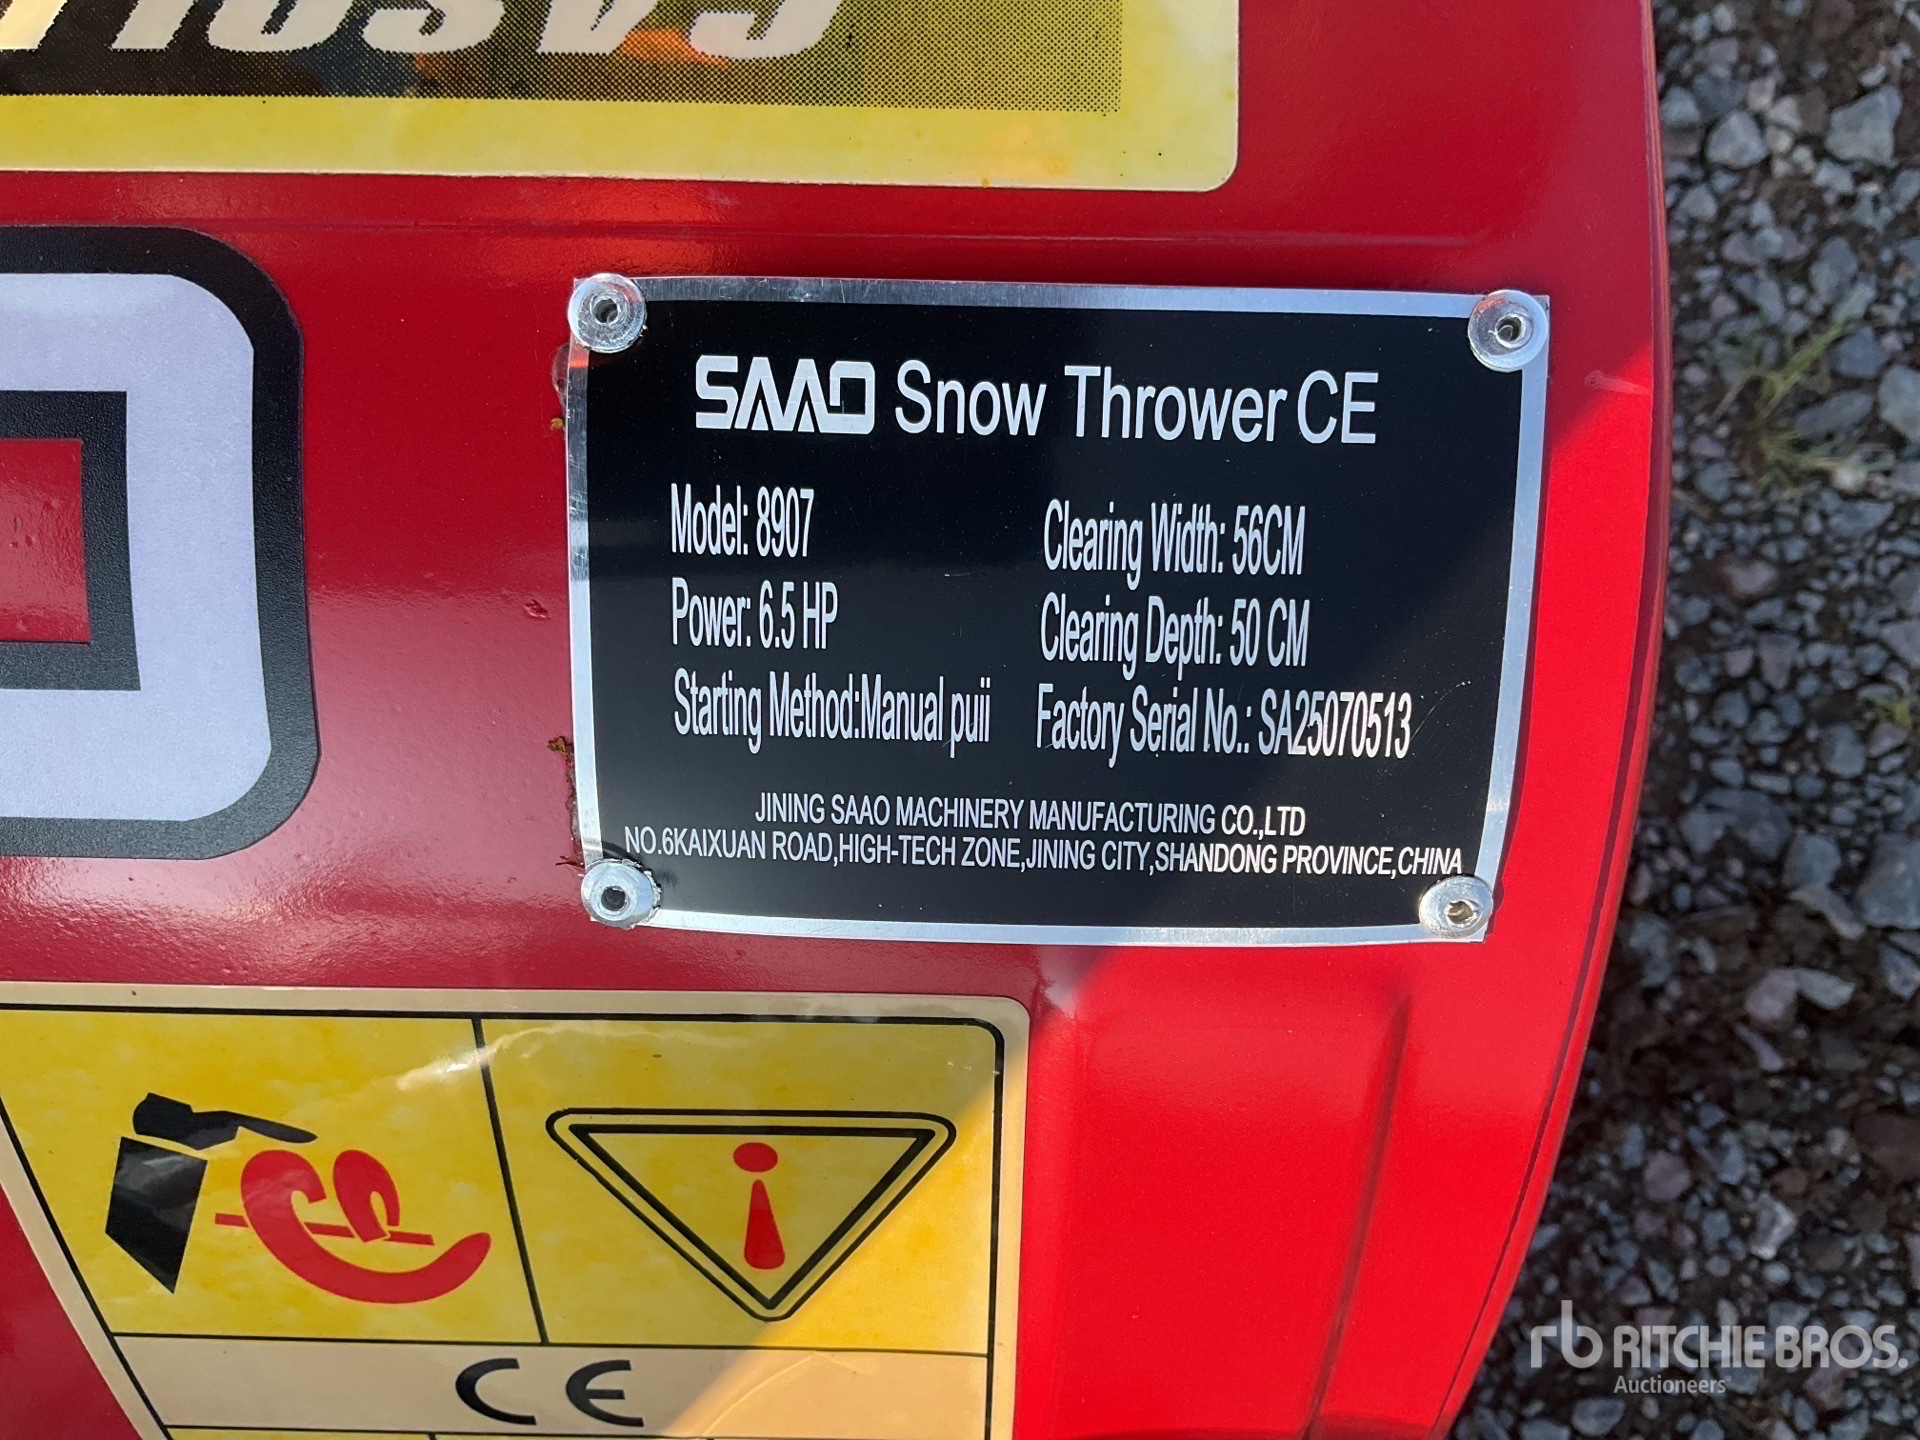 SAAO Snow Thrower CE
Model: 8907
Clearing Width: 56CM
Power: 6.5 HP
Clearing Depth: 50 CM
Starting Method:Manual puii
Factory Serial No.: SA25070513
JINING SAAO MACHINERY MANUFACTURING CO.,LTD
NO.6KAIXUAN ROAD,HIGH-TECH ZONE,JINING CITY,SHANDONG PROVINCE,CHINA
CE
rb RITCHIE BROS.
Auctioneers